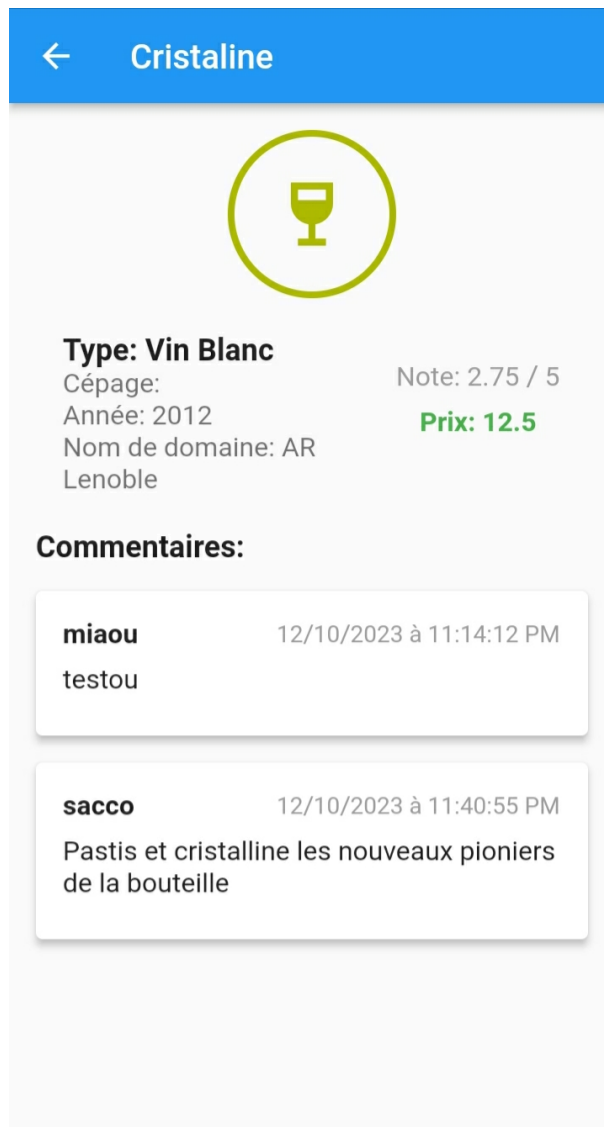 Cristaline
Type: Vin Blanc
Cépage:
Année: 2012
Nom de domaine: AR
Lenoble
Note: 2.75 / 5
Prix: 12.5
Commentaires:
miaou
12/10/2023 à 11:14:12 PM
testou
sacco
12/10/2023 à 11:40:55 PM
Pastis et cristalline les nouveaux pioniers
de la bouteille